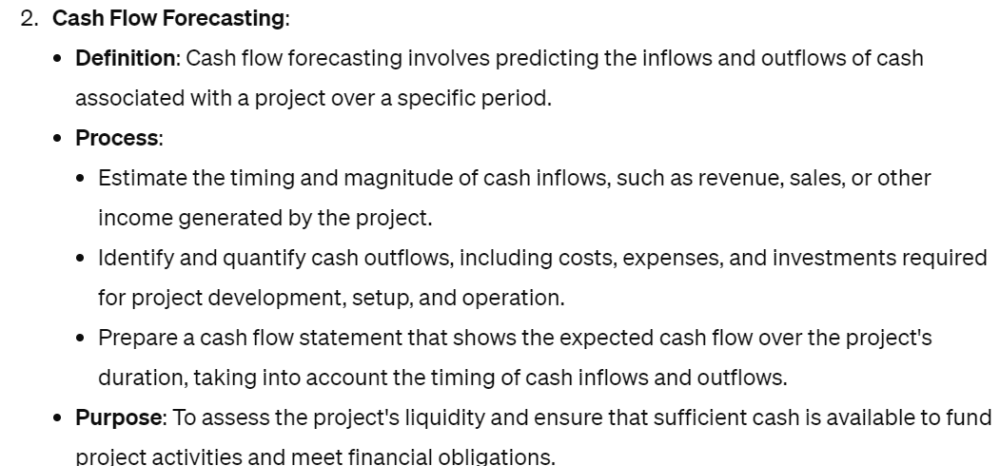 2. Cash Flow Forecasting:
• Definition: Cash flow forecasting involves predicting the inflows and outflows of cash
associated with a project over a specific period.
• Process:
• Estimate the timing and magnitude of cash inflows, such as revenue, sales, or other
income generated by the project.
• Identify and quantify cash outflows, including costs, expenses, and investments required
for project development, setup, and operation.
• Prepare a cash flow statement that shows the expected cash flow over the project's
duration, taking into account the timing of cash inflows and outflows.
• Purpose: To assess the project's liquidity and ensure that sufficient cash is available to fund
project activities and meet financial obligations.